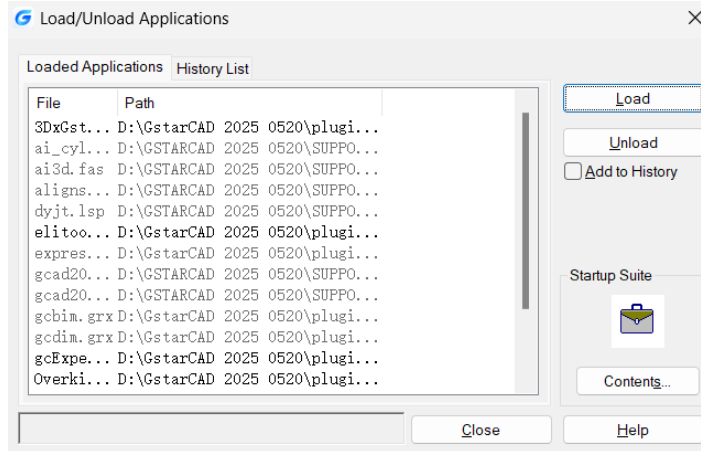 Load/Unload Applications
Loaded Applications History List
File Path
3DxGst... D:\GstarCAD 2025 0520\plugi...
ai_cyl... D:\GSTARCAD 2025 0520\SUPPO...
ai3d.fas D:\GSTARCAD 2025 0520\SUPPO...
aligns... D:\GSTARCAD 2025 0520\SUPPO...
dyjt.lsp D:\GSTARCAD 2025 0520\SUPPO...
elitoo... D:\GstarCAD 2025 0520\plugi...
expres... D:\GSTARCAD 2025 0520\plugi...
gcad20... D:\GSTARCAD 2025 0520\SUPPO...
gcad20... D:\GSTARCAD 2025 0520\SUPPO...
gcbim.grx D:\GSTARCAD 2025 0520\plugi...
gcdim.grx D:\GSTARCAD 2025 0520\plugi...
gcExpe... D:\GstarCAD 2025 0520\plugi...
Overki... D:\GstarCAD 2025 0520\plugi...
Load
Unload
Add to History
Startup Suite
Contents...
Close
Help